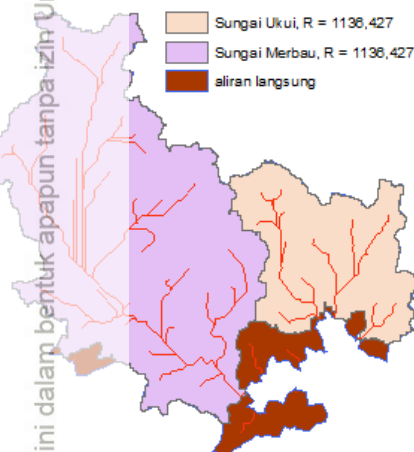 Sungai Ukui, R = 1136,427
Sungai Merbau, R = 1136,427
aliran langsung
ini dalam bentuk apapun tanpa izin